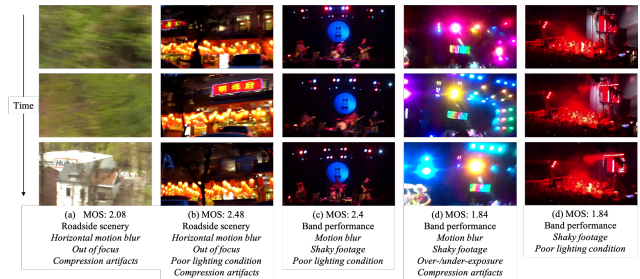 Time
(a) MOS: 2.08
Roadside scenery
Horizontal motion blur
Out of focus
Compression artifacts
(b) MOS: 2.48
Roadside scenery
Horizontal motion blur
Out of focus
Poor lighting condition
Compression artifacts
(c) MOS: 2.4
Band performance
Motion blur
Shaky footage
Poor lighting condition
(d) MOS: 1.84
Band performance
Motion blur
Shaky footage
Over-/under-exposure
Compression artifacts
(d) MOS: 1.84
Band performance
Shaky footage
Poor lighting condition